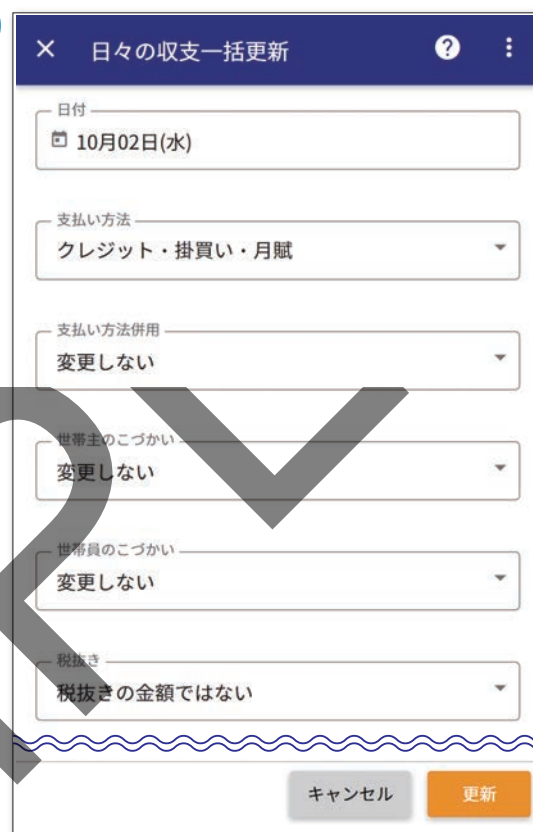 日々の収支一括更新
日付
10月02日(水)
支払い方法
クレジット・掛買い・月賦
支払い方法併用
変更しない
世帯主のこづかい
変更しない
世帯員のこづかい
変更しない
税抜き
税抜きの金額ではない
キャンセル 更新